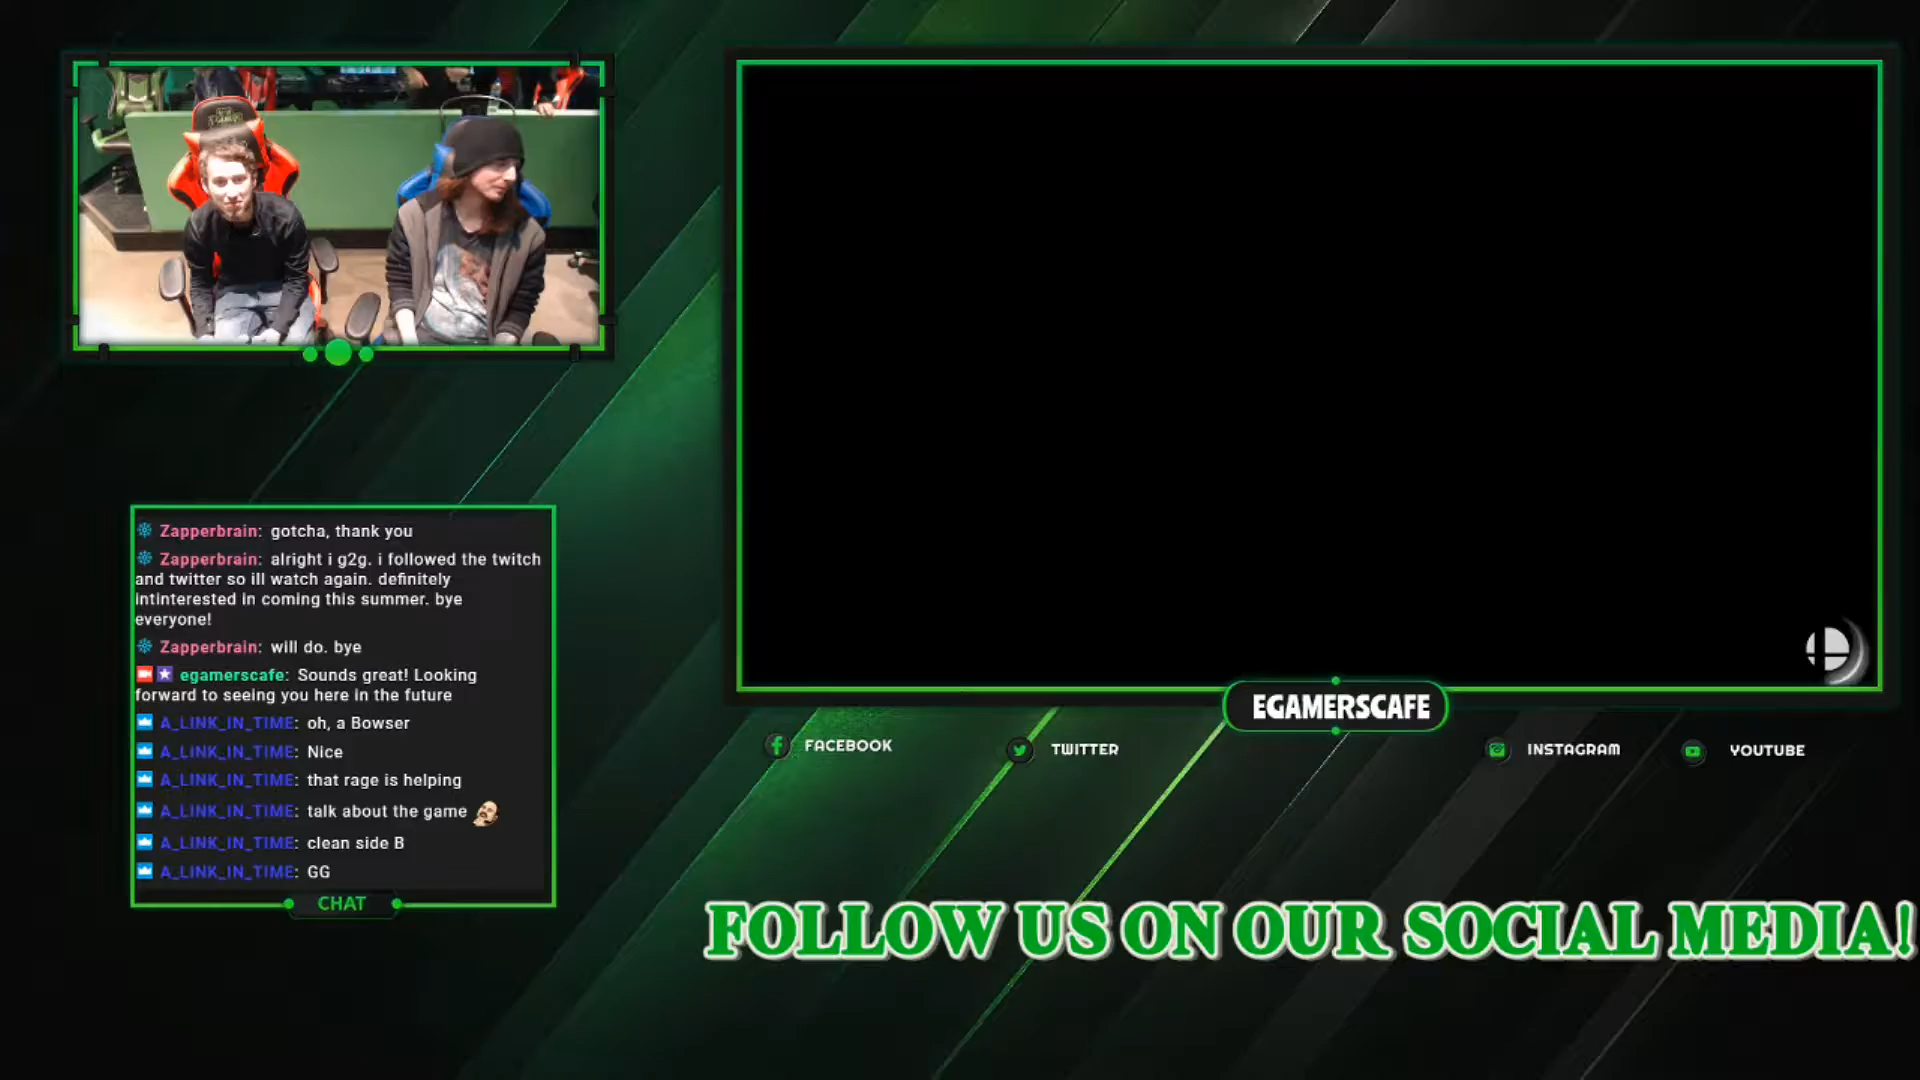 Zapperbrain: gotcha, thank you
Zapperbrain: alright i g2g. i followed the twitch
and twitter so ill watch again. definitely
intinterested in coming this summer. bye
everyone!
Zapperbrain: will do. bye
egamerscafe: Sounds great! Looking
forward to seeing you here in the future
A_LINK_IN_TIME: oh, a Bowser
A_LINK_IN_TIME: Nice
A_LINK_IN_TIME: that rage is helping
A_LINK_IN_TIME: talk about the game
A_LINK_IN_TIME: clean side B
A_LINK_IN_TIME: GG
CHAT
EGAMERSCAFE
FACEBOOK
TWITTER
INSTAGRAM
YOUTUBE
FOLLOW US ON OUR SOCIAL MEDIA!